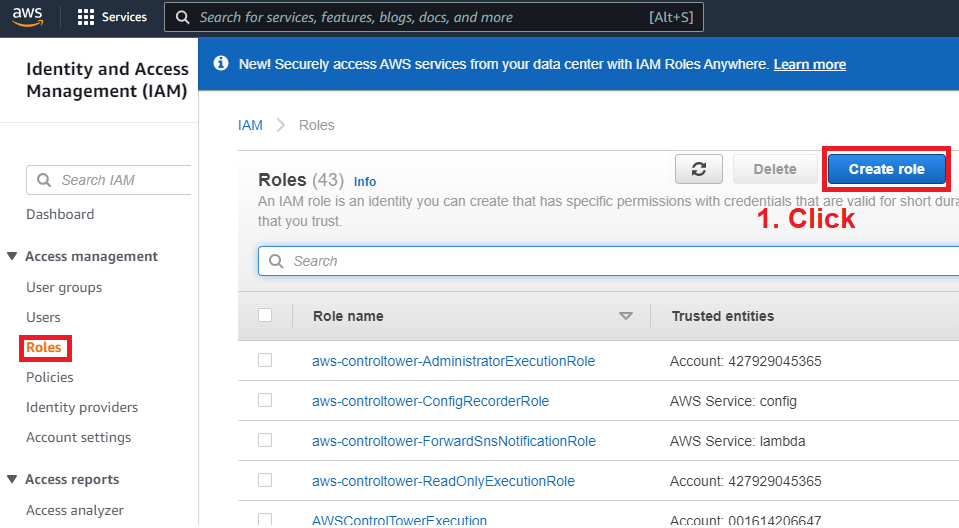 aws
Services
Search for services, features, blogs, docs, and more
[Alt+S]
Identity and Access
Management (IAM)
New! Securely access AWS services from your data center with IAM Roles Anywhere. Learn more
IAM
Roles
Search IAM
Dashboard
Access management
User groups
Users
Roles
Policies
Identity providers
Account settings
Access reports
Access analyzer
Roles (43) Info
Delete
Create role
An IAM role is an identity you can create that has specific permissions with credentials that are valid for short dura
that you trust.
1. Click
Search
Role name
Trusted entities
aws-controltower-AdministratorExecutionRole
Account: 427929045365
aws-controltower-ConfigRecorderRole
AWS Service: config
aws-controltower-ForwardSnsNotificationRole
AWS Service: lambda
aws-controltower-ReadOnlyExecutionRole
Account: 427929045365
AWSControlTowerExecution
Account: 001614206647